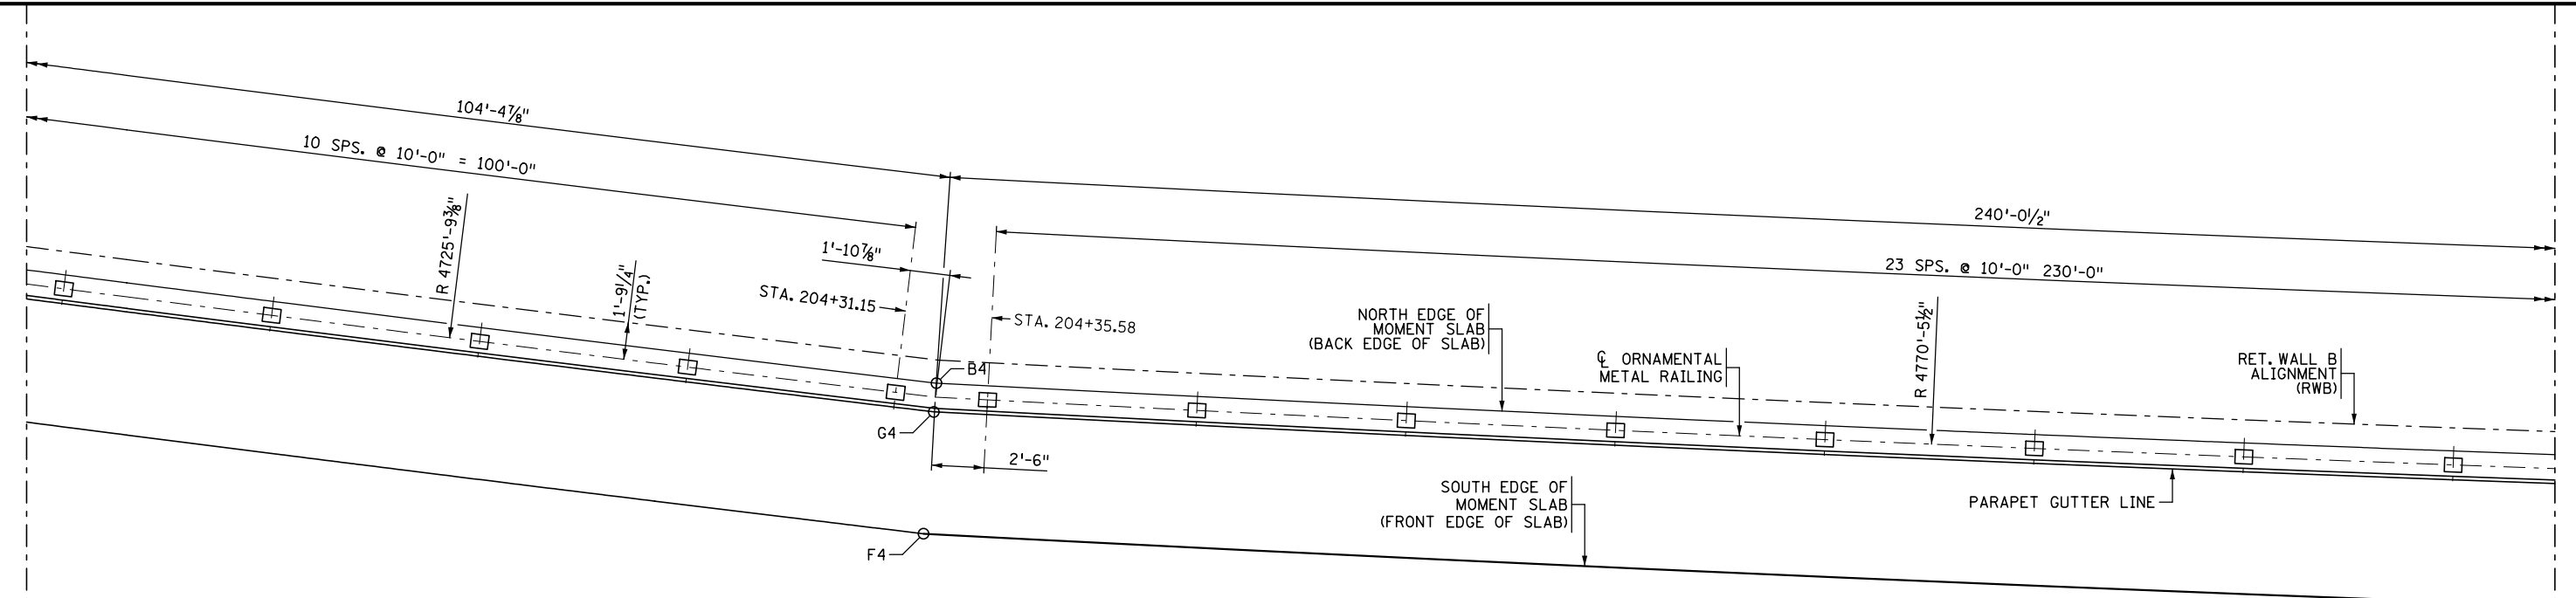 104'-4⅞"
10 SPS. @ 10'-0" = 100'-0"
R 4725'-9⅜"
1'-9¼"
(TYP.)
1'-10⅞"
STA. 204+31.15
STA. 204+35.58
240'-0½"
23 SPS. @ 10'-0" 230'-0"
NORTH EDGE OF
MOMENT SLAB
(BACK EDGE OF SLAB)
℄ ORNAMENTAL
METAL RAILING
R 4770'-5½"
RET. WALL B
ALIGNMENT
(RWB)
B4
G4
2'-6"
SOUTH EDGE OF
MOMENT SLAB
(FRONT EDGE OF SLAB)
PARAPET GUTTER LINE
F4